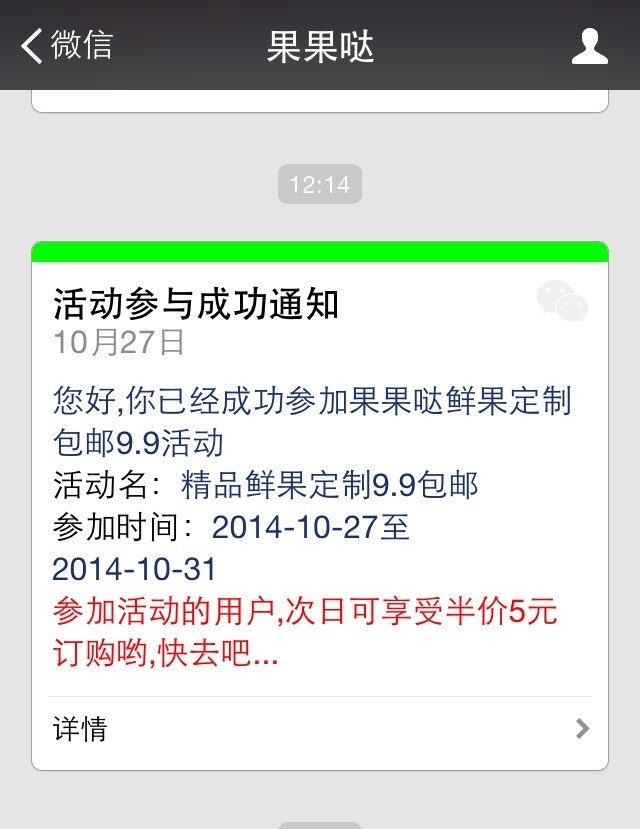 微信
果果哒
12:14
活动参与成功通知
10月27日
您好,你已经成功参加果果哒鲜果定制
包邮9.9活动
活动名：精品鲜果定制9.9包邮
参加时间：2014-10-27至
2014-10-31
参加活动的用户,次日可享受半价5元
订购哟,快去吧...
详情